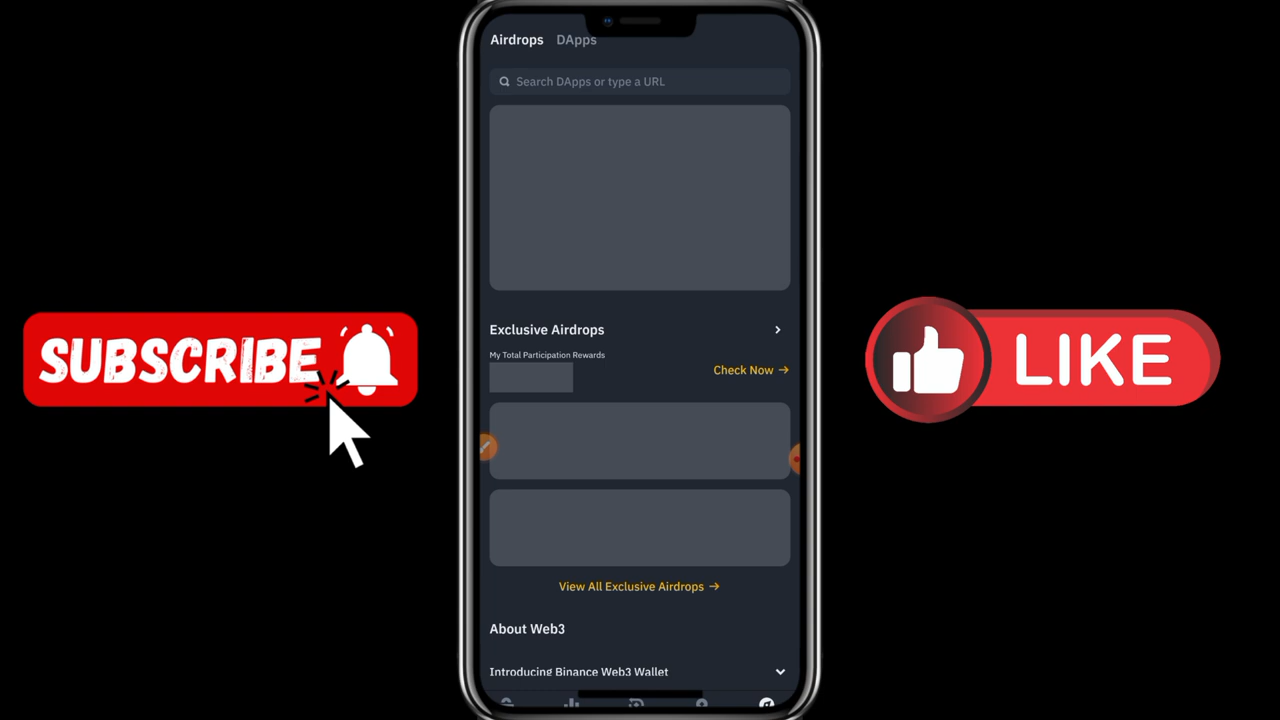 Airdrops DApps
Search DApps or type a URL
Exclusive Airdrops
My Total Participation Rewards
Check Now
View All Exclusive Airdrops
About Web3
Introducing Binance Web3 Wallet
SUBSCRIBE
LIKE